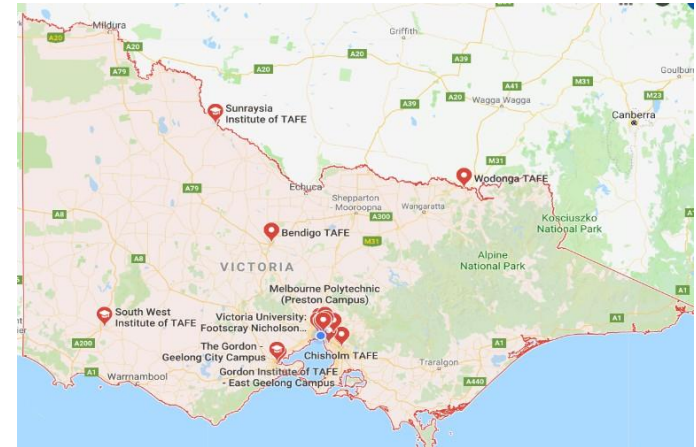 Mildura
A20
Griffith
A39
A79
A20
A20
Goulbur
A41
M31
M23
A39
A20
Wagga Wagga
Sunraysia
Institute of TAFE
Canberra
M31
Wodonga TAFE
Echuca
A79
Shepparton
Mooroopna
Wangaratta
A8
A300
Kosciuszko
National Park
Bendigo TAFE
M31
VICTORIA
Alpine
National Park
Melbourne Polytechnic
(Preston Campus)
A1
South West
Institute of TAFE
Victoria University:
Footscray Nicholson...
A200
The Gordon -
Geelong City Campus
Chisholm TAFE
A1
Gordon Institute of TAFE
- East Geelong Campus
Traralgon
A1
Warrnambool
A440